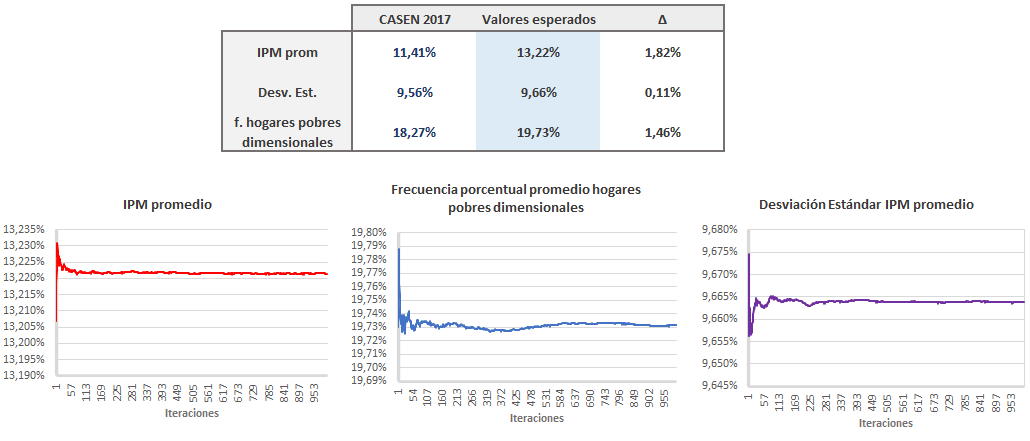 CASEN 2017 Valores esperados Δ
IPM prom 11,41% 13,22% 1,82%
Desv. Est. 9,56% 9,66% 0,11%
f. hogares pobres
dimensionales 18,27% 19,73% 1,46%
IPM promedio
13,235%
13,230%
13,225%
13,220%
13,215%
13,210%
13,205%
13,200%
13,195%
13,190%
1 57 113 169 225 281 337 393 449 505 561 617 673 729 785 841 897 953
Iteraciones
Frecuencia porcentual promedio hogares
pobres dimensionales
19,80%
19,79%
19,78%
19,77%
19,76%
19,75%
19,74%
19,73%
19,72%
19,71%
19,70%
19,69%
1 54 107 160 213 266 319 372 425 478 531 584 637 690 743 796 849 902 955
Iteraciones
Desviación Estándar IPM promedio
9,680%
9,675%
9,670%
9,665%
9,660%
9,655%
9,650%
9,645%
1 57 113 169 225 281 337 393 449 505 561 617 673 729 785 841 897 953
Iteraciones